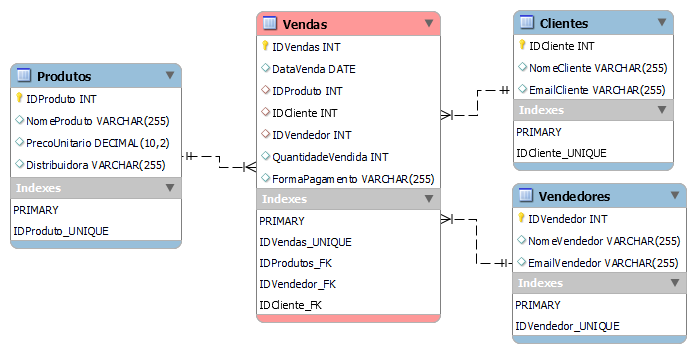 Produtos
IDProduto INT
NomeProduto VARCHAR(255)
PrecoUnitario DECIMAL(10,2)
Distribuidora VARCHAR(255)
Indexes
PRIMARY
IDProduto_UNIQUE
Vendas
IDVendas INT
DataVenda DATE
IDProduto INT
IDCliente INT
IDVendedor INT
QuantidadeVendida INT
FormaPagamento VARCHAR(255)
Indexes
PRIMARY
IDVendas_UNIQUE
IDProdutos_FK
IDVendedor_FK
IDCliente_FK
Clientes
IDCliente INT
NomeCliente VARCHAR(255)
EmailCliente VARCHAR(255)
Indexes
PRIMARY
IDCliente_UNIQUE
Vendedores
IDVendedor INT
NomeVendedor VARCHAR(255)
EmailVendedor VARCHAR(255)
Indexes
PRIMARY
IDVendedor_UNIQUE